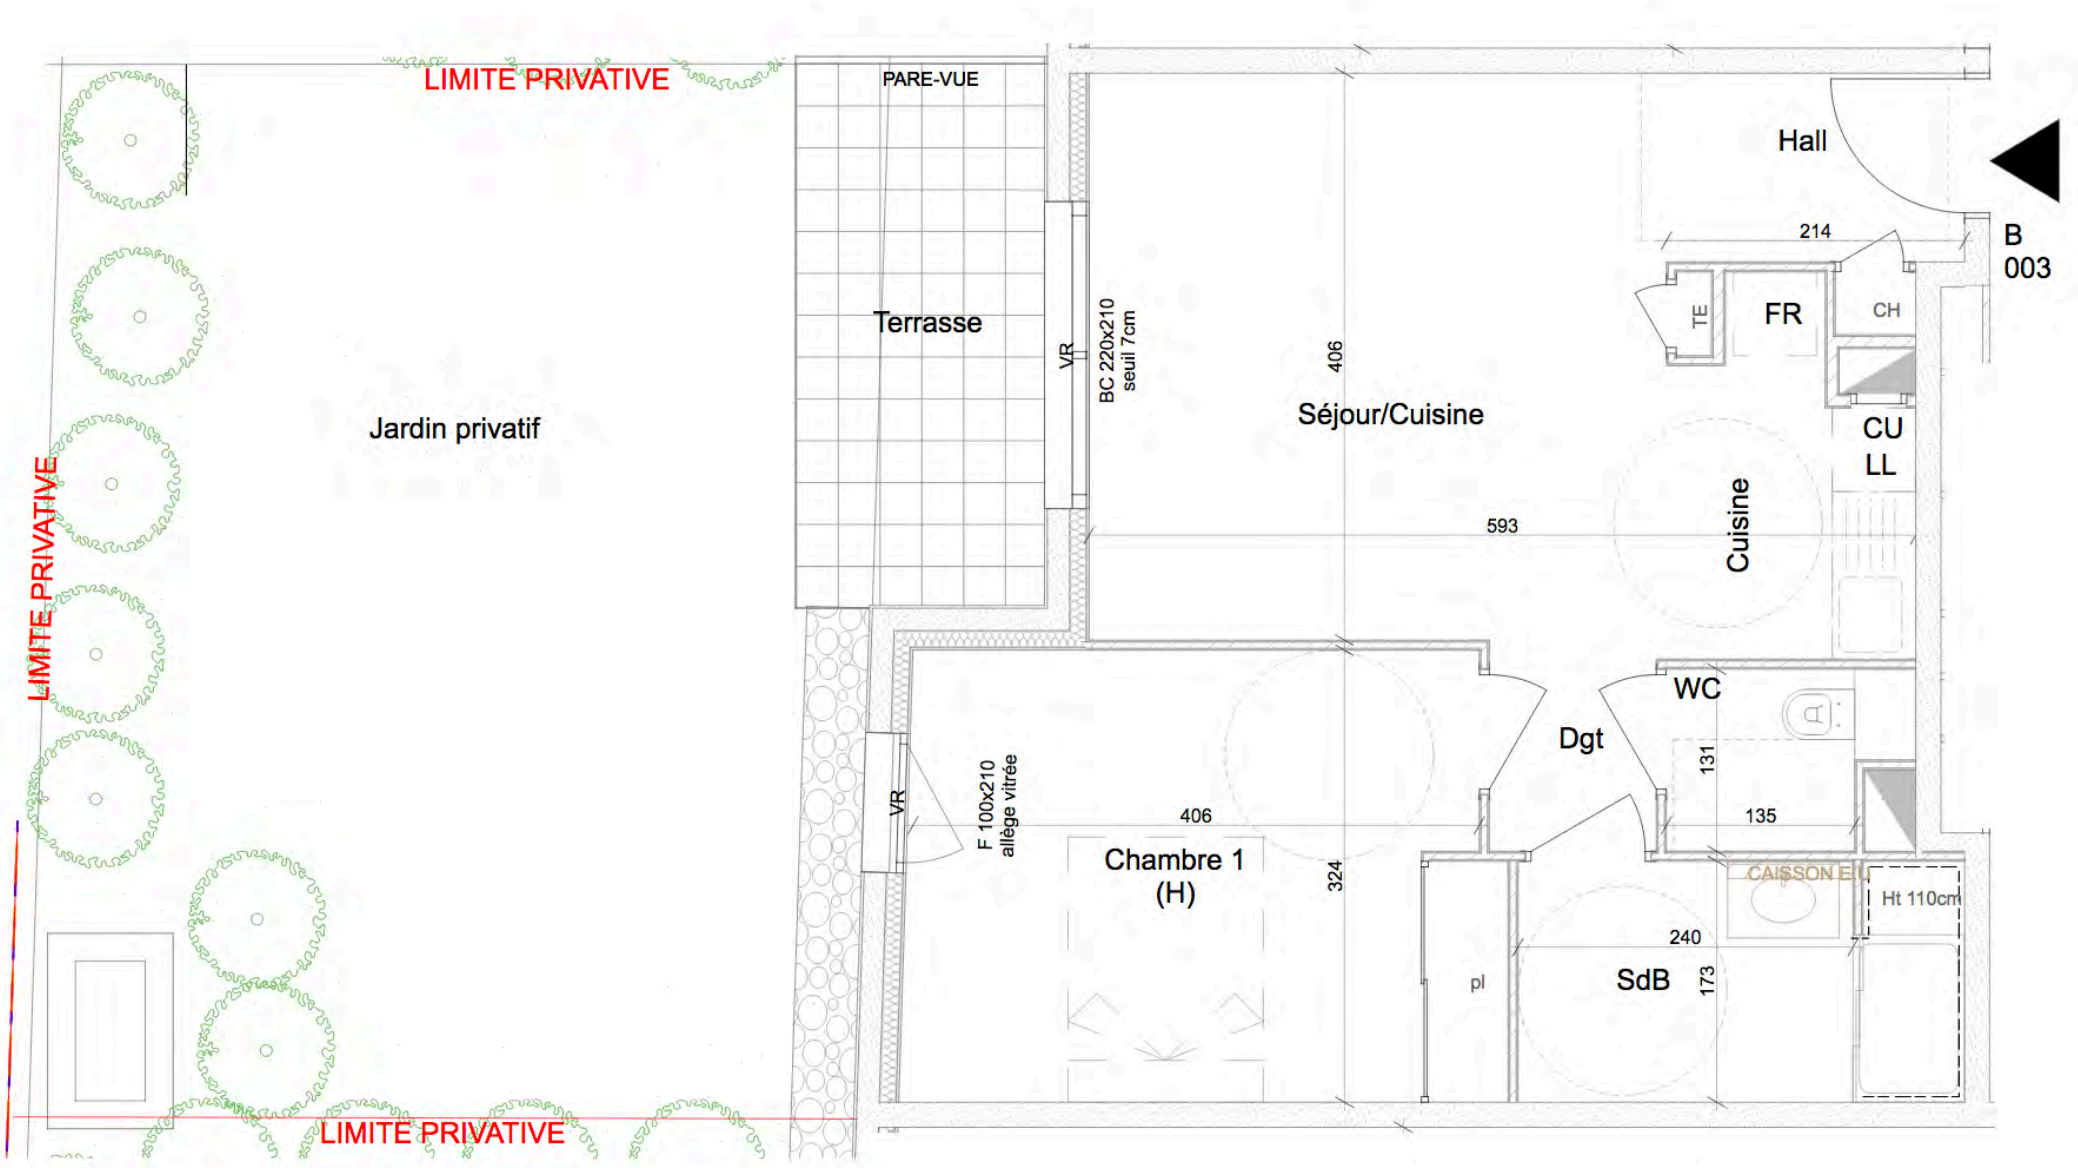 LIMITE PRIVATIVE
PARE-VUE
Hall
214
B
003
TE
FR
CH
Terrasse
VR
BC 220x210
seuil 7cm
406
Séjour/Cuisine
Jardin privatif
CU
LL
593
Cuisine
LIMITE PRIVATIVE
WC
Dgt
131
135
VR
F 100x210
allège vitrée
406
Chambre 1
(H)
324
CAISSON EU
Ht 110cm
240
SdB
173
pl
LIMITE PRIVATIVE